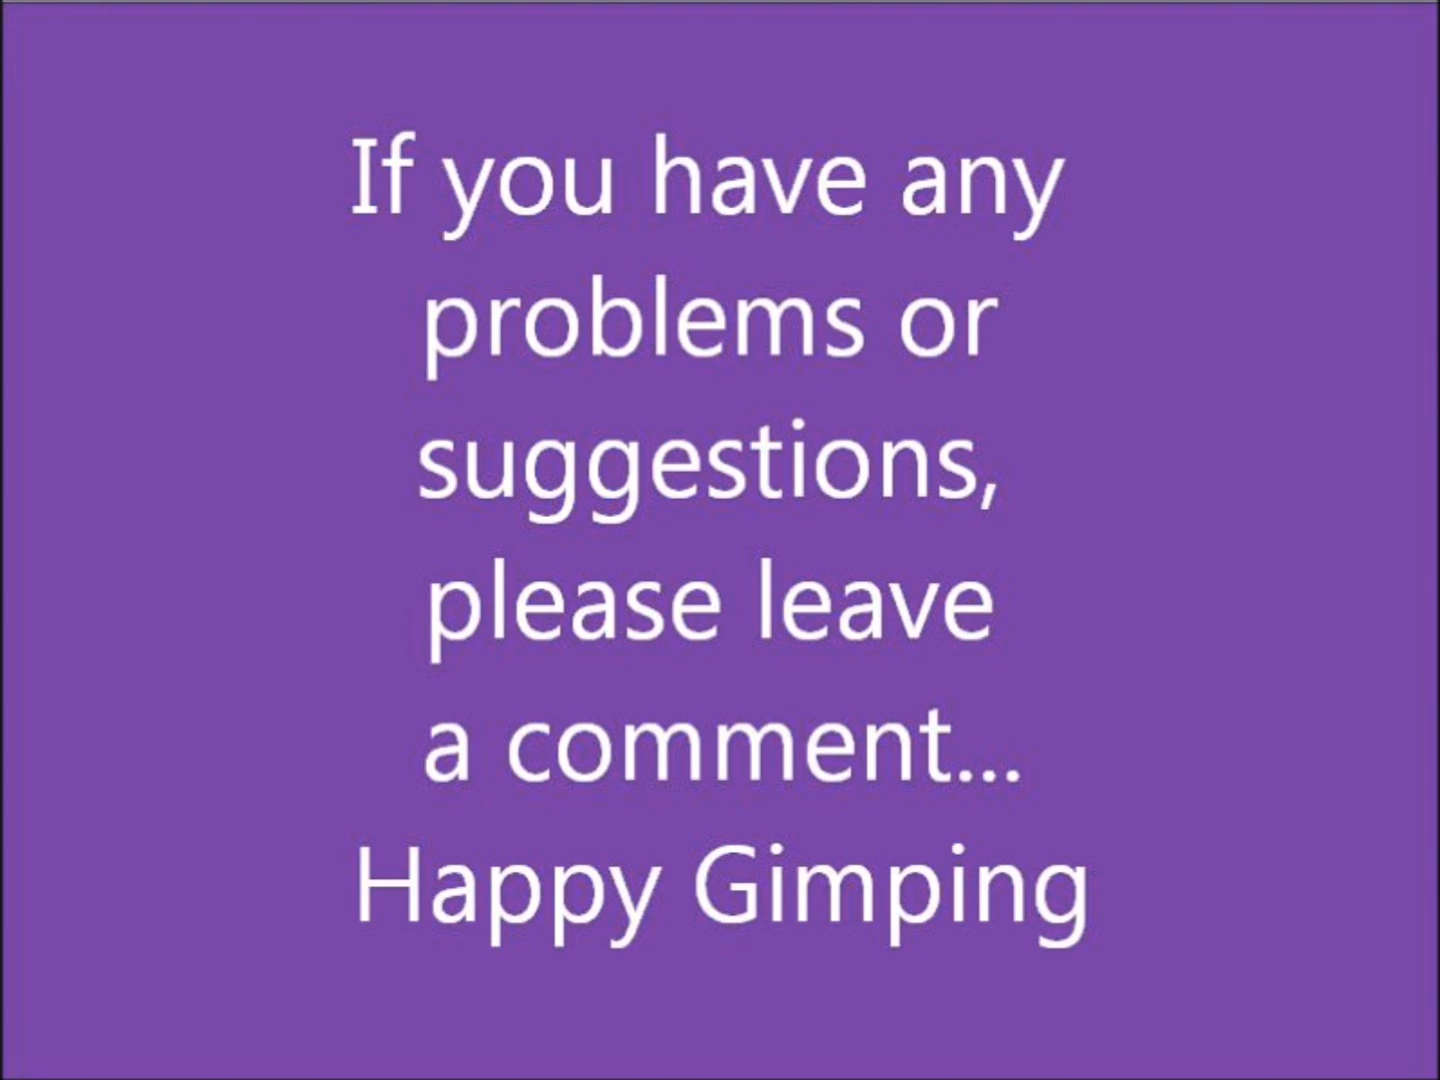 If you have any
problems or
suggestions,
please leave
a comment...
Happy Gimping